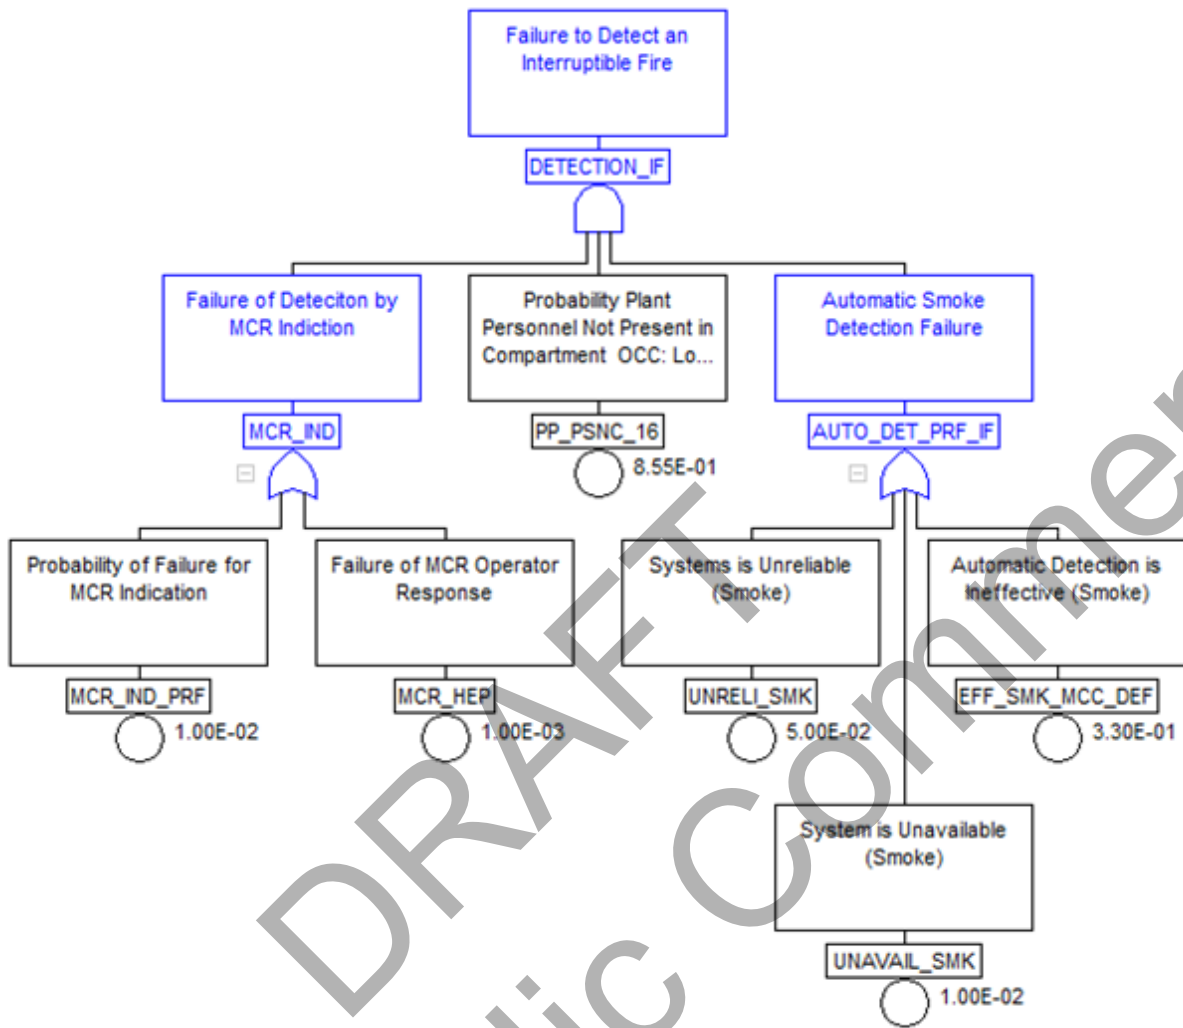 Failure to Detect an
Interruptible Fire
DETECTION_IF
Failure of Deteciton by
MCR Indiction
MCR_IND
Probability Plant
Personnel Not Present in
Compartment OCC: Lo...
PP_PSNC_16
8.55E-01
Automatic Smoke
Detection Failure
AUTO_DET_PRF_IF
Probability of Failure for
MCR Indication
MCR_IND_PRF
1.00E-02
Failure of MCR Operator
Response
MCR_HEP
1.00E-03
Systems is Unreliable
(Smoke)
UNRELI_SMK
5.00E-02
Automatic Detection is
Ineffective (Smoke)
EFF_SMK_MCC_DEF
3.30E-01
System is Unavailable
(Smoke)
UNAVAIL_SMK
1.00E-02
DRAFT
lic Commen